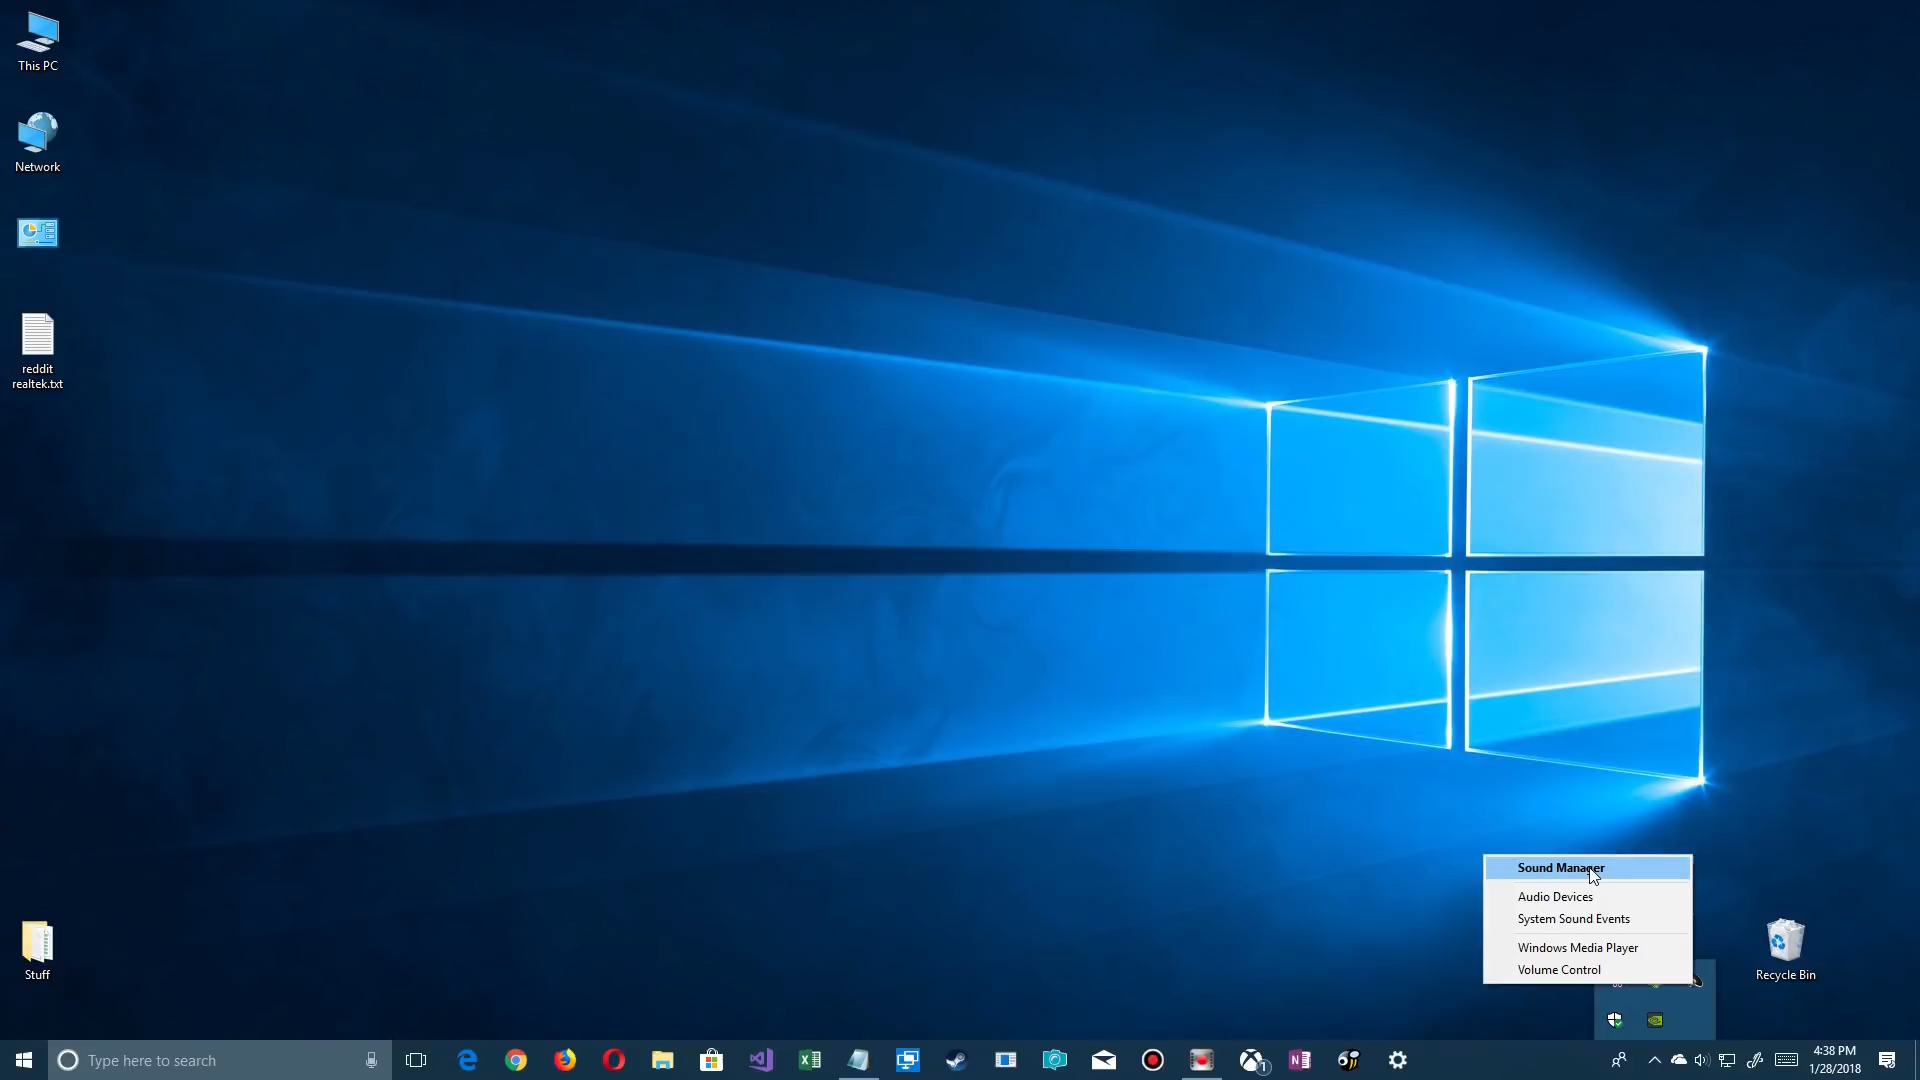 This PC
Network
reddit
realtek.txt
Stuff
Sound Manager
Audio Devices
System Sound Events
Windows Media Player
Volume Control
Recycle Bin
Type here to search
1
4:38 PM
1/28/2018